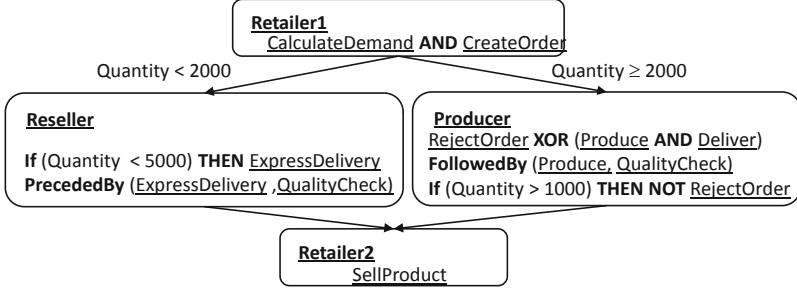 Retailer1
CalculateDemand AND CreateOrder
Quantity < 2000
Quantity ≥ 2000
Reseller
If (Quantity < 5000) THEN ExpressDelivery
PrecededBy (ExpressDelivery ,QualityCheck)
Producer
RejectOrder XOR (Produce AND Deliver)
FollowedBy (Produce, QualityCheck)
If (Quantity > 1000) THEN NOT RejectOrder
Retailer2
SellProduct